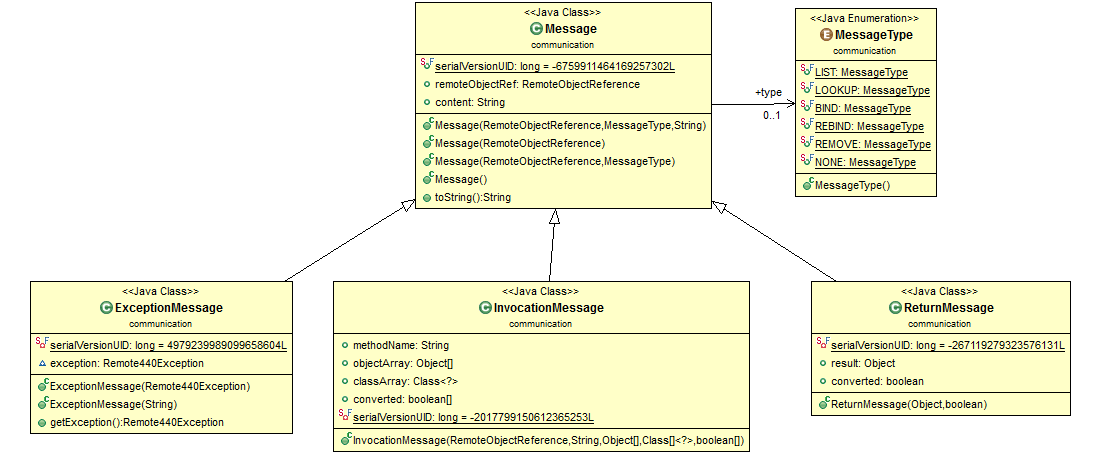 <<Java Class>>
Message
communication
serialVersionUID: long = -6759911464169257302L
remoteObjectRef: RemoteObjectReference
content: String
Message(RemoteObjectReference,MessageType,String)
Message(RemoteObjectReference)
Message(RemoteObjectReference,MessageType)
Message()
toString():String
+type
0..1
<<Java Enumeration>>
MessageType
communication
LIST: MessageType
LOOKUP: MessageType
BIND: MessageType
REBIND: MessageType
REMOVE: MessageType
NONE: MessageType
MessageType()
<<Java Class>>
ExceptionMessage
communication
serialVersionUID: long = 4979239989099658604L
exception: Remote440Exception
ExceptionMessage(Remote440Exception)
ExceptionMessage(String)
getException():Remote440Exception
<<Java Class>>
InvocationMessage
communication
methodName: String
objectArray: Object[]
classArray: Class<?>
converted: boolean[]
serialVersionUID: long = -2017799150612365253L
InvocationMessage(RemoteObjectReference,String,Object[],Class[]<?>,boolean[])
<<Java Class>>
ReturnMessage
communication
serialVersionUID: long = -267119279323576131L
result: Object
converted: boolean
ReturnMessage(Object,boolean)